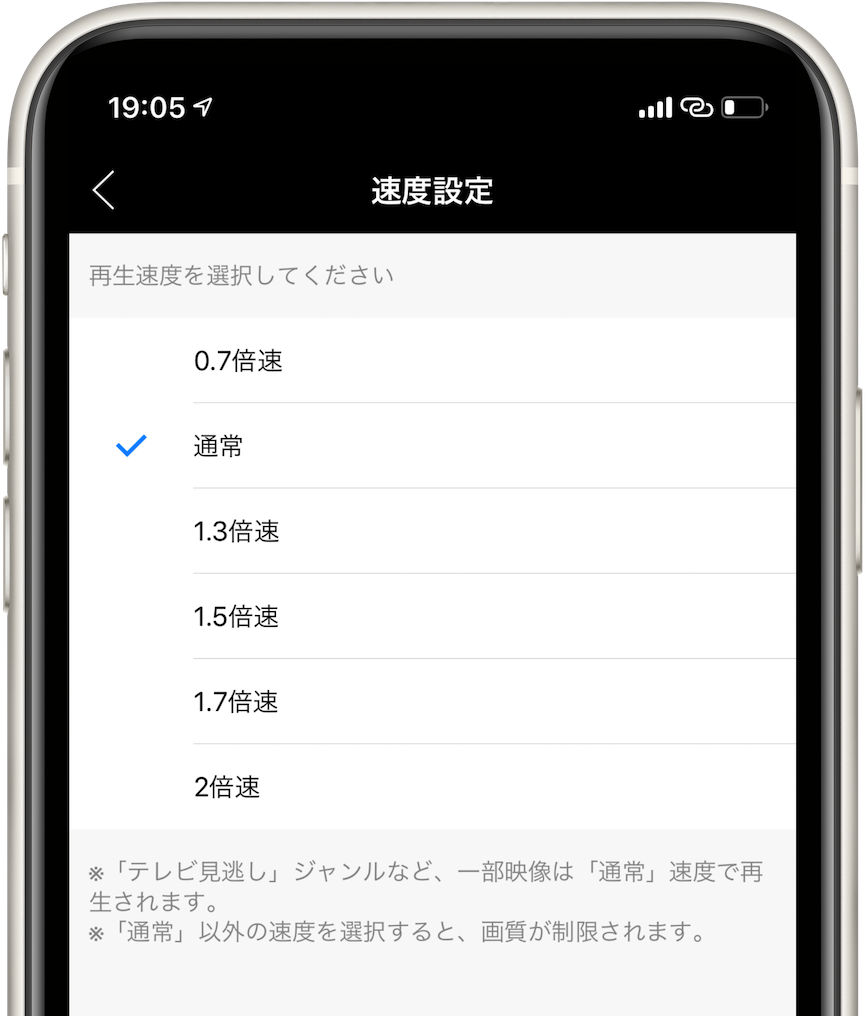 19:05
速度設定
再生速度を選択してください
0.7倍速
通常
1.3倍速
1.5倍速
1.7倍速
2倍速
※「テレビ見逃し」ジャンルなど、一部映像は「通常」速度で再
生されます。
※「通常」以外の速度を選択すると、画質が制限されます。